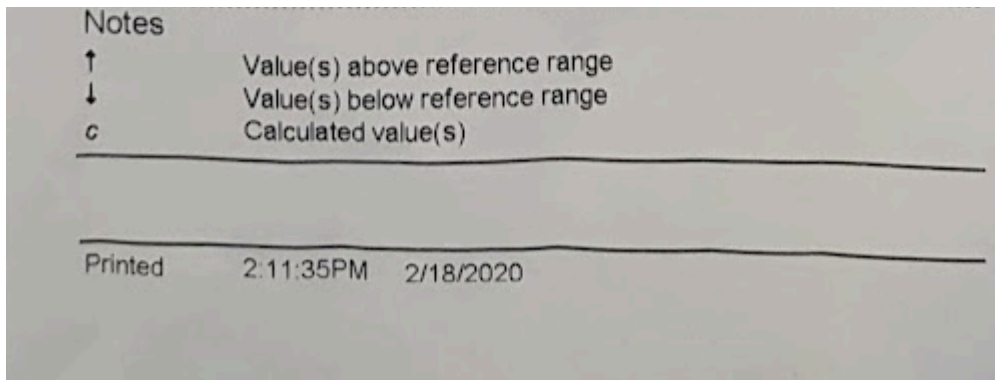 Notes
↑ Value(s) above reference range
↓ Value(s) below reference range
c Calculated value(s)
Printed 2:11:35PM 2/18/2020